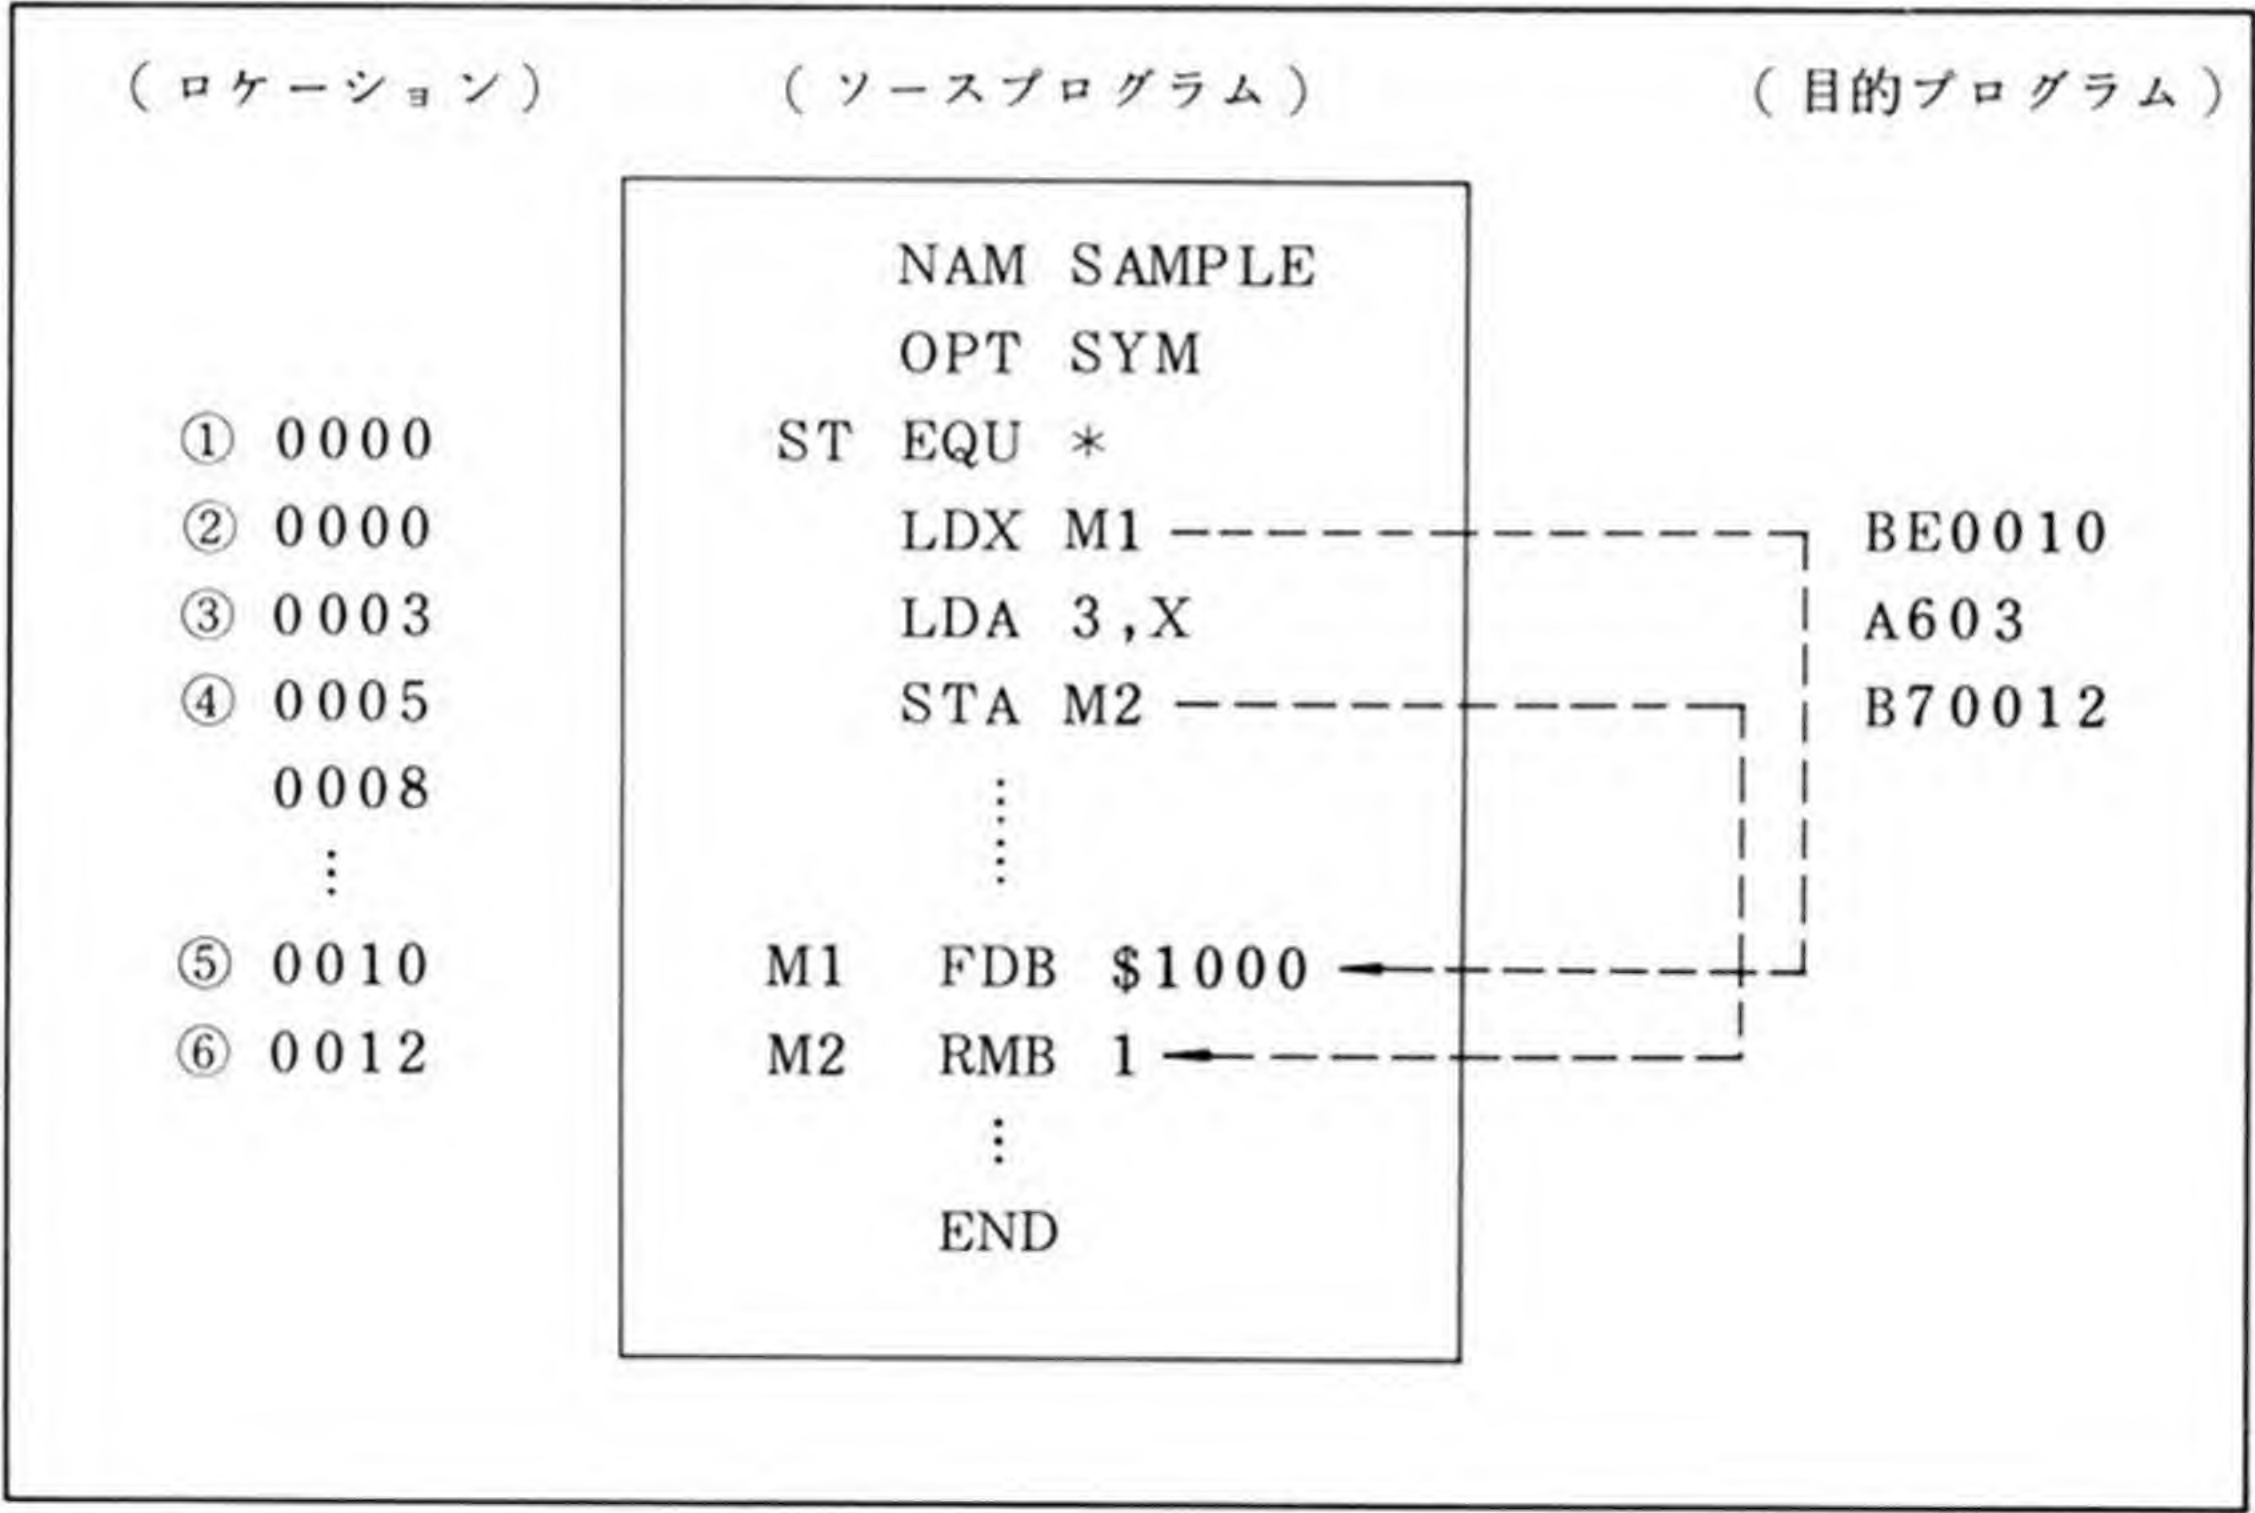 (ロケーション) (ソースプログラム) (目的プログラム)
NAM SAMPLE
OPT SYM
① 0000 ST EQU *
② 0000 LDX M1 BE0010
③ 0003 LDA 3,X A603
④ 0005 STA M2 B70012
0008 ⋮
⋮
⑤ 0010 M1 FDB $1000
⑥ 0012 M2 RMB 1
⋮
END